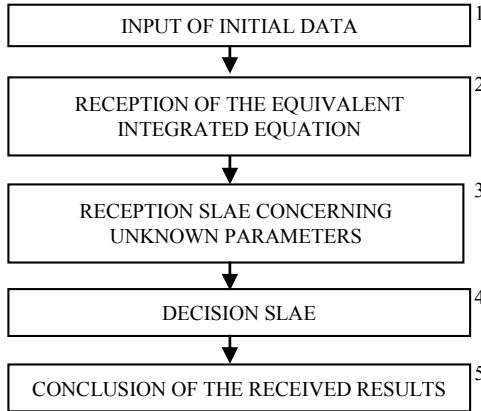 INPUT OF INITIAL DATA
1
RECEPTION OF THE EQUIVALENT
INTEGRATED EQUATION
2
RECEPTION SLAE CONCERNING
UNKNOWN PARAMETERS
3
DECISION SLAE
4
CONCLUSION OF THE RECEIVED RESULTS
5